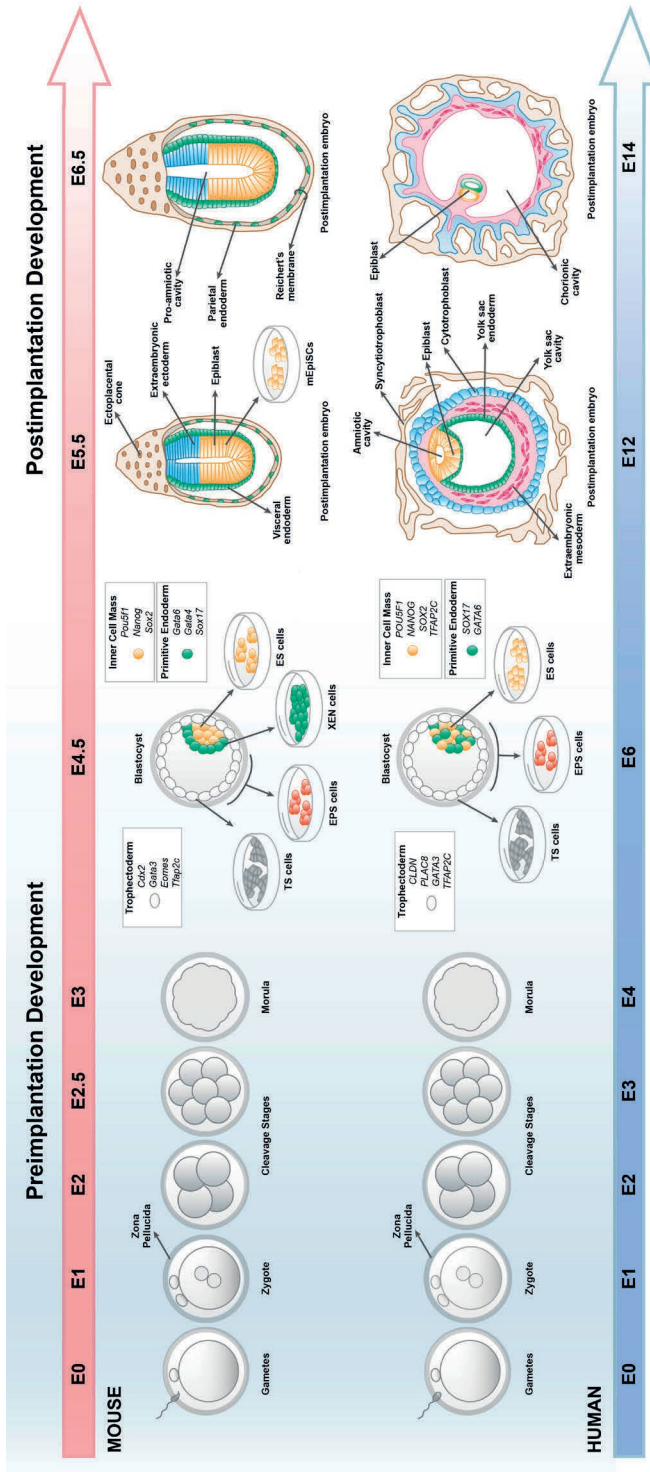 Preimplantation Development
Postimplantation Development
E0
E1
E2
E2.5
E3
E4.5
E5.5
E6.5
MOUSE
Gametes
Zygote
Zona
Pellucida
Cleavage Stages
Morula
Trophectoderm
Cdx2
Gata3
Eomes
Tfap2c
Blastocyst
Inner Cell Mass
Pou5f1
Nanog
Sox2
Primitive Endoderm
Gata6
Gata4
Sox17
TS cells
EPS cells
XEN cells
ES cells
Ectoplacental
cone
Extraembryonic
ectoderm
Epiblast
Visceral
endoderm
mEpiSCs
Postimplantation embryo
Pro-amniotic
cavity
Parietal
endoderm
Reichert's
membrane
Postimplantation embryo
Gametes
Zygote
Zona
Pellucida
Cleavage Stages
Morula
Trophectoderm
CLDN
PLAC8
GATA3
TFAP2C
Blastocyst
Inner Cell Mass
POU5F1
NANOG
SOX2
TFAP2C
Primitive Endoderm
SOX17
GATA6
TS cells
EPS cells
ES cells
Amniotic
cavity
Syncytiotrophoblast
Epiblast
Cytotrophoblast
Yolk sac
endoderm
Yolk sac
cavity
Extraembryonic
mesoderm
Postimplantation embryo
Epiblast
Chorionic
cavity
Postimplantation embryo
HUMAN
E0
E1
E2
E3
E4
E6
E12
E14